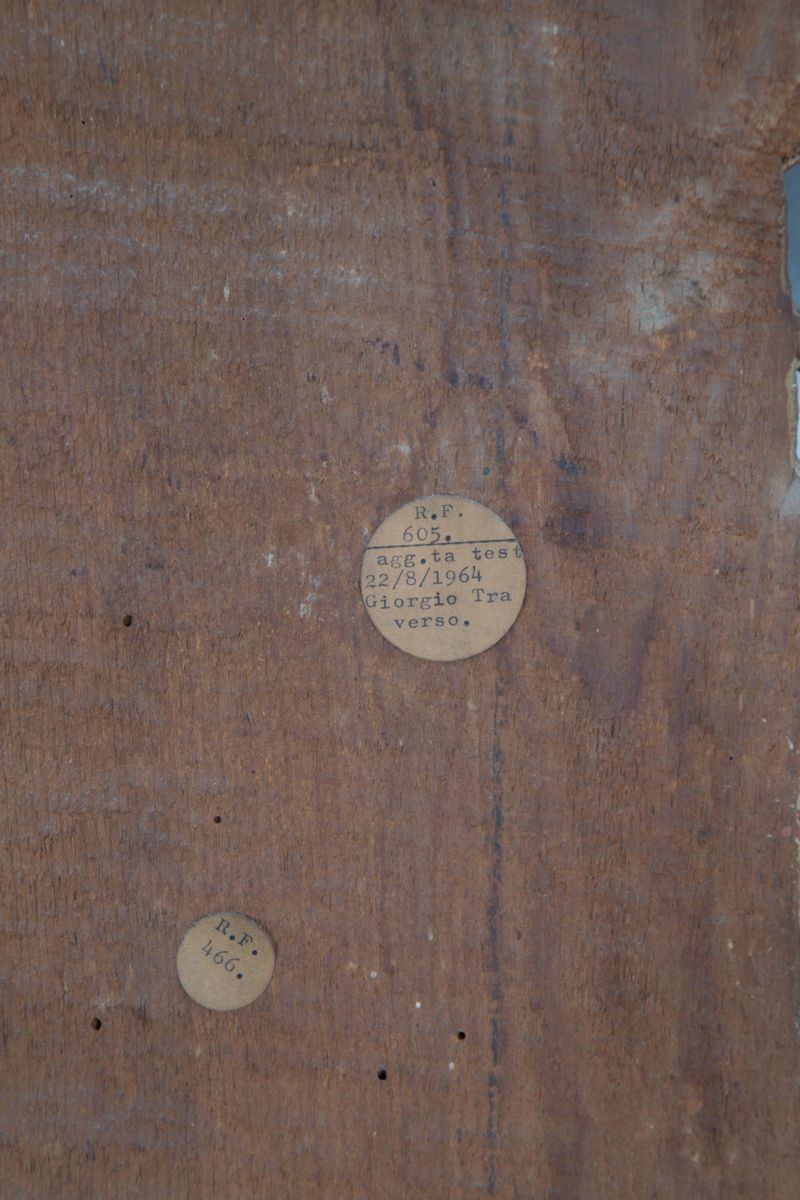 R.F.
605.
agg.ta test
22/8/1964
Giorgio Tra
verso.
R.F.
466.